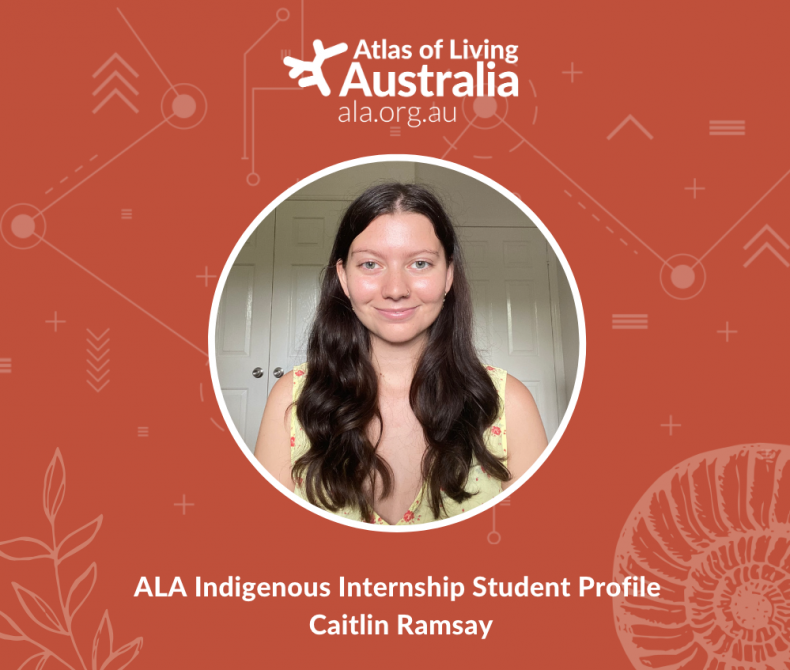 Atlas of Living
Australia
ala.org.au
ALA Indigenous Internship Student Profile
Caitlin Ramsay